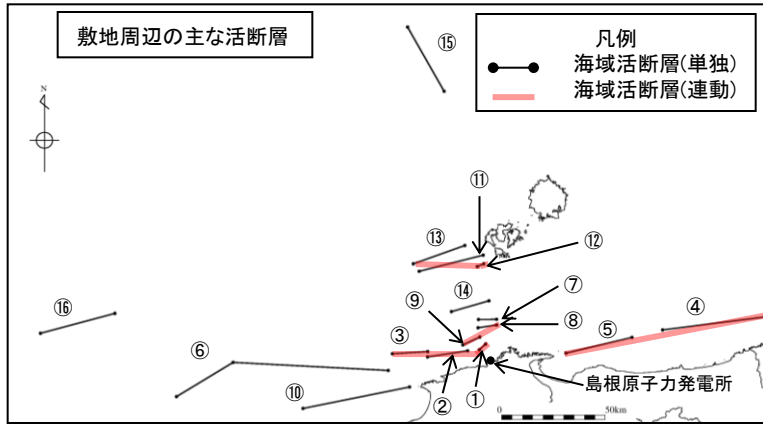 敷地周辺の主な活断層
凡例
海域活断層(単独)
海域活断層(連動)
N
⑮
⑪
⑬
⑫
⑭
⑦
⑨
⑧
④
⑯
③
⑤
⑥
島根原子力発電所
⑩
②
①
0
50km